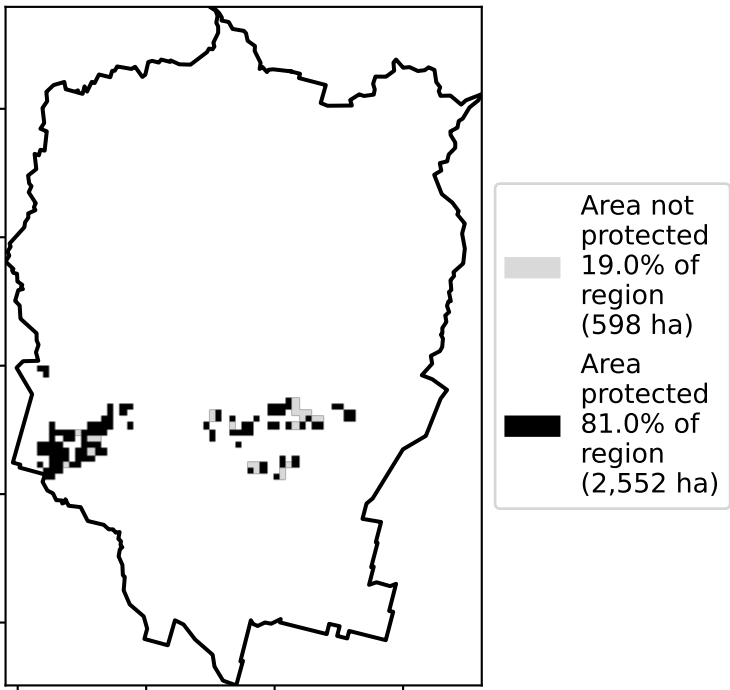 Area not
protected
19.0% of
region
(598 ha)
Area
protected
81.0% of
region
(2,552 ha)